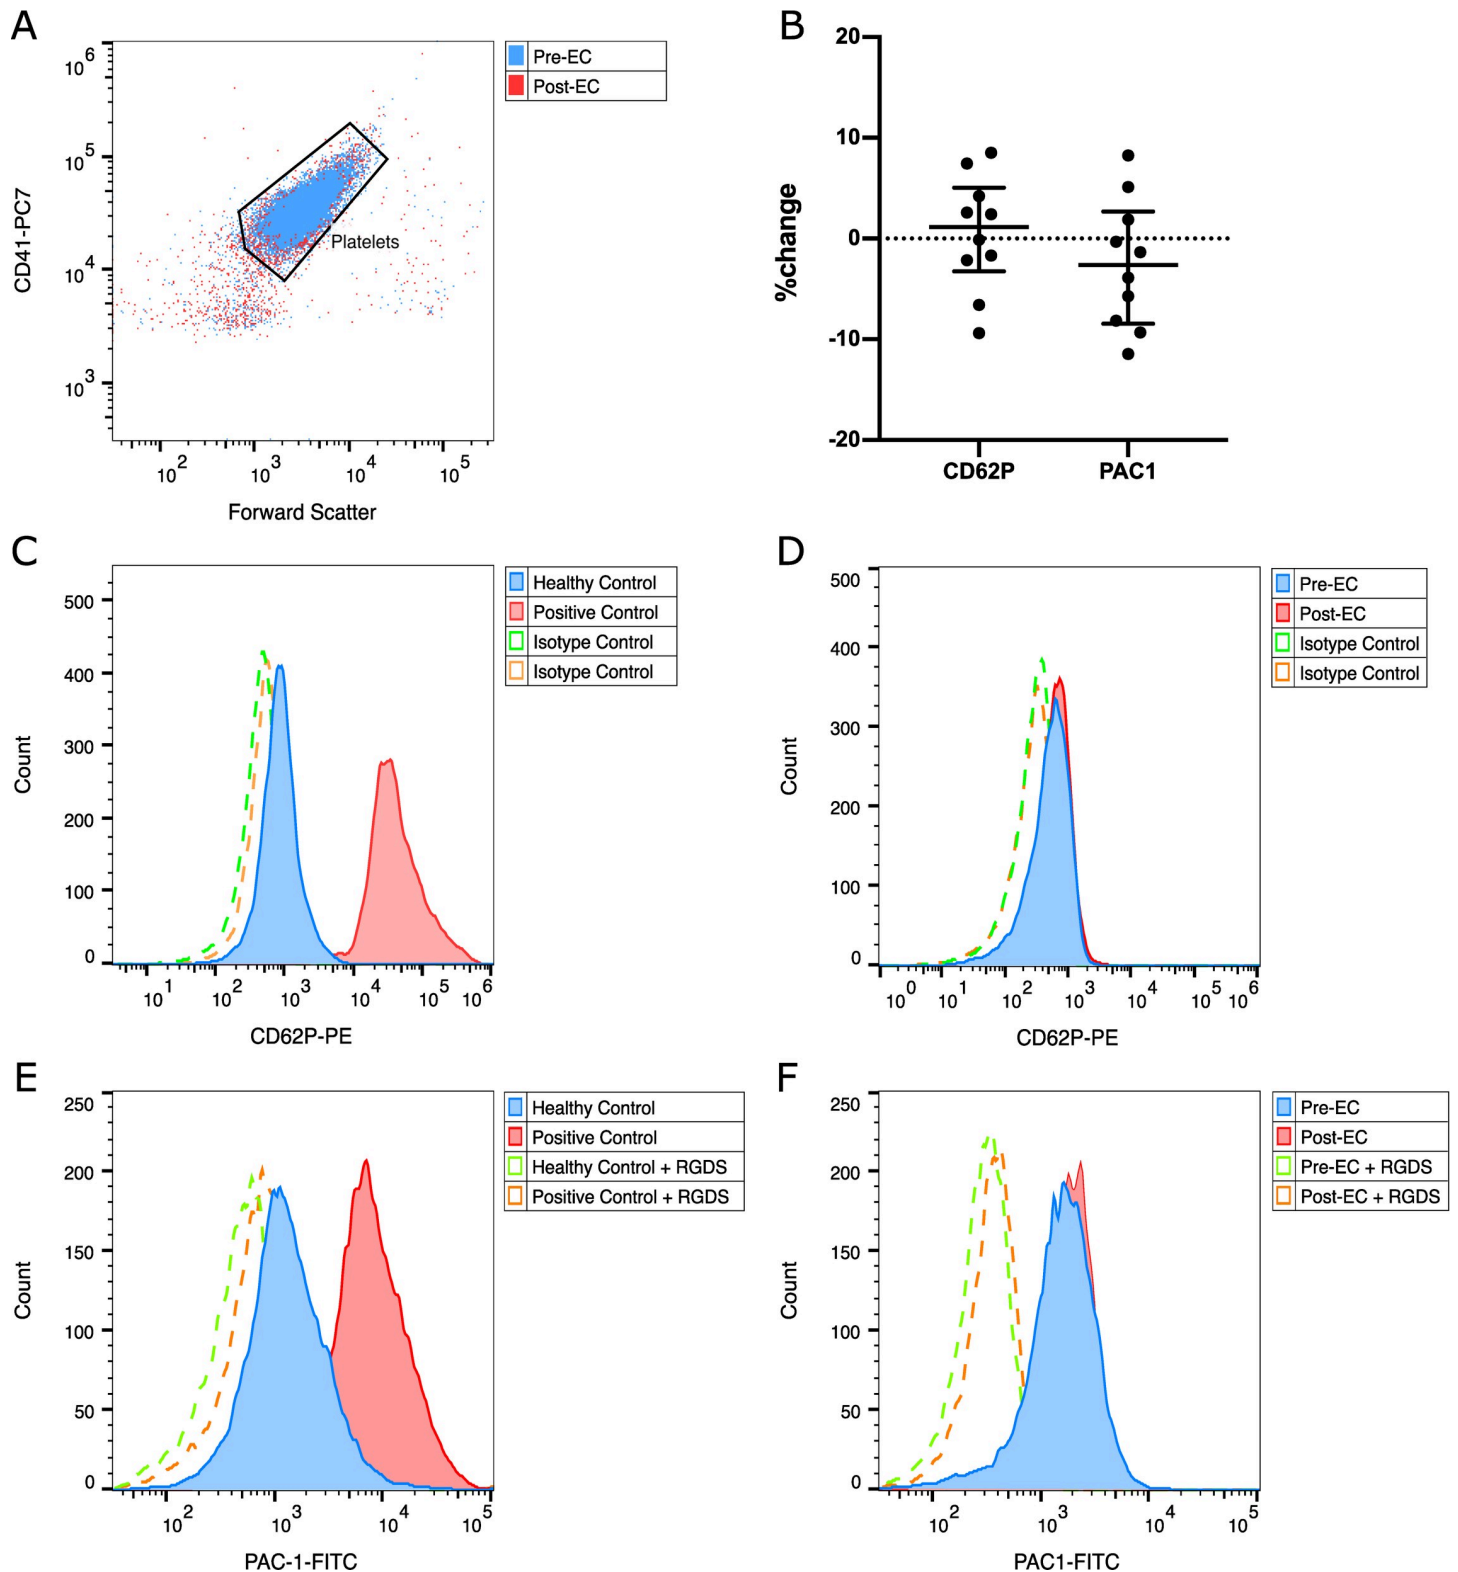 A
10^6
10^5
10^4
10^3
CD41-PC7
Platelets
10^2 10^3 10^4 10^5
Forward Scatter
Pre-EC
Post-EC
B
20
10
0
-10
-20
%change
CD62P PAC1
C
500
400
300
200
100
0
Count
10^1 10^2 10^3 10^4 10^5 10^6
CD62P-PE
Healthy Control
Positive Control
Isotype Control
Isotype Control
D
500
400
300
200
100
0
Count
10^0 10^1 10^2 10^3 10^4 10^5 10^6
CD62P-PE
Pre-EC
Post-EC
Isotype Control
Isotype Control
E
250
200
150
100
50
0
Count
10^2 10^3 10^4 10^5
PAC-1-FITC
Healthy Control
Positive Control
Healthy Control + RGDS
Positive Control + RGDS
F
250
200
150
100
50
0
Count
10^2 10^3 10^4 10^5
PAC1-FITC
Pre-EC
Post-EC
Pre-EC + RGDS
Post-EC + RGDS